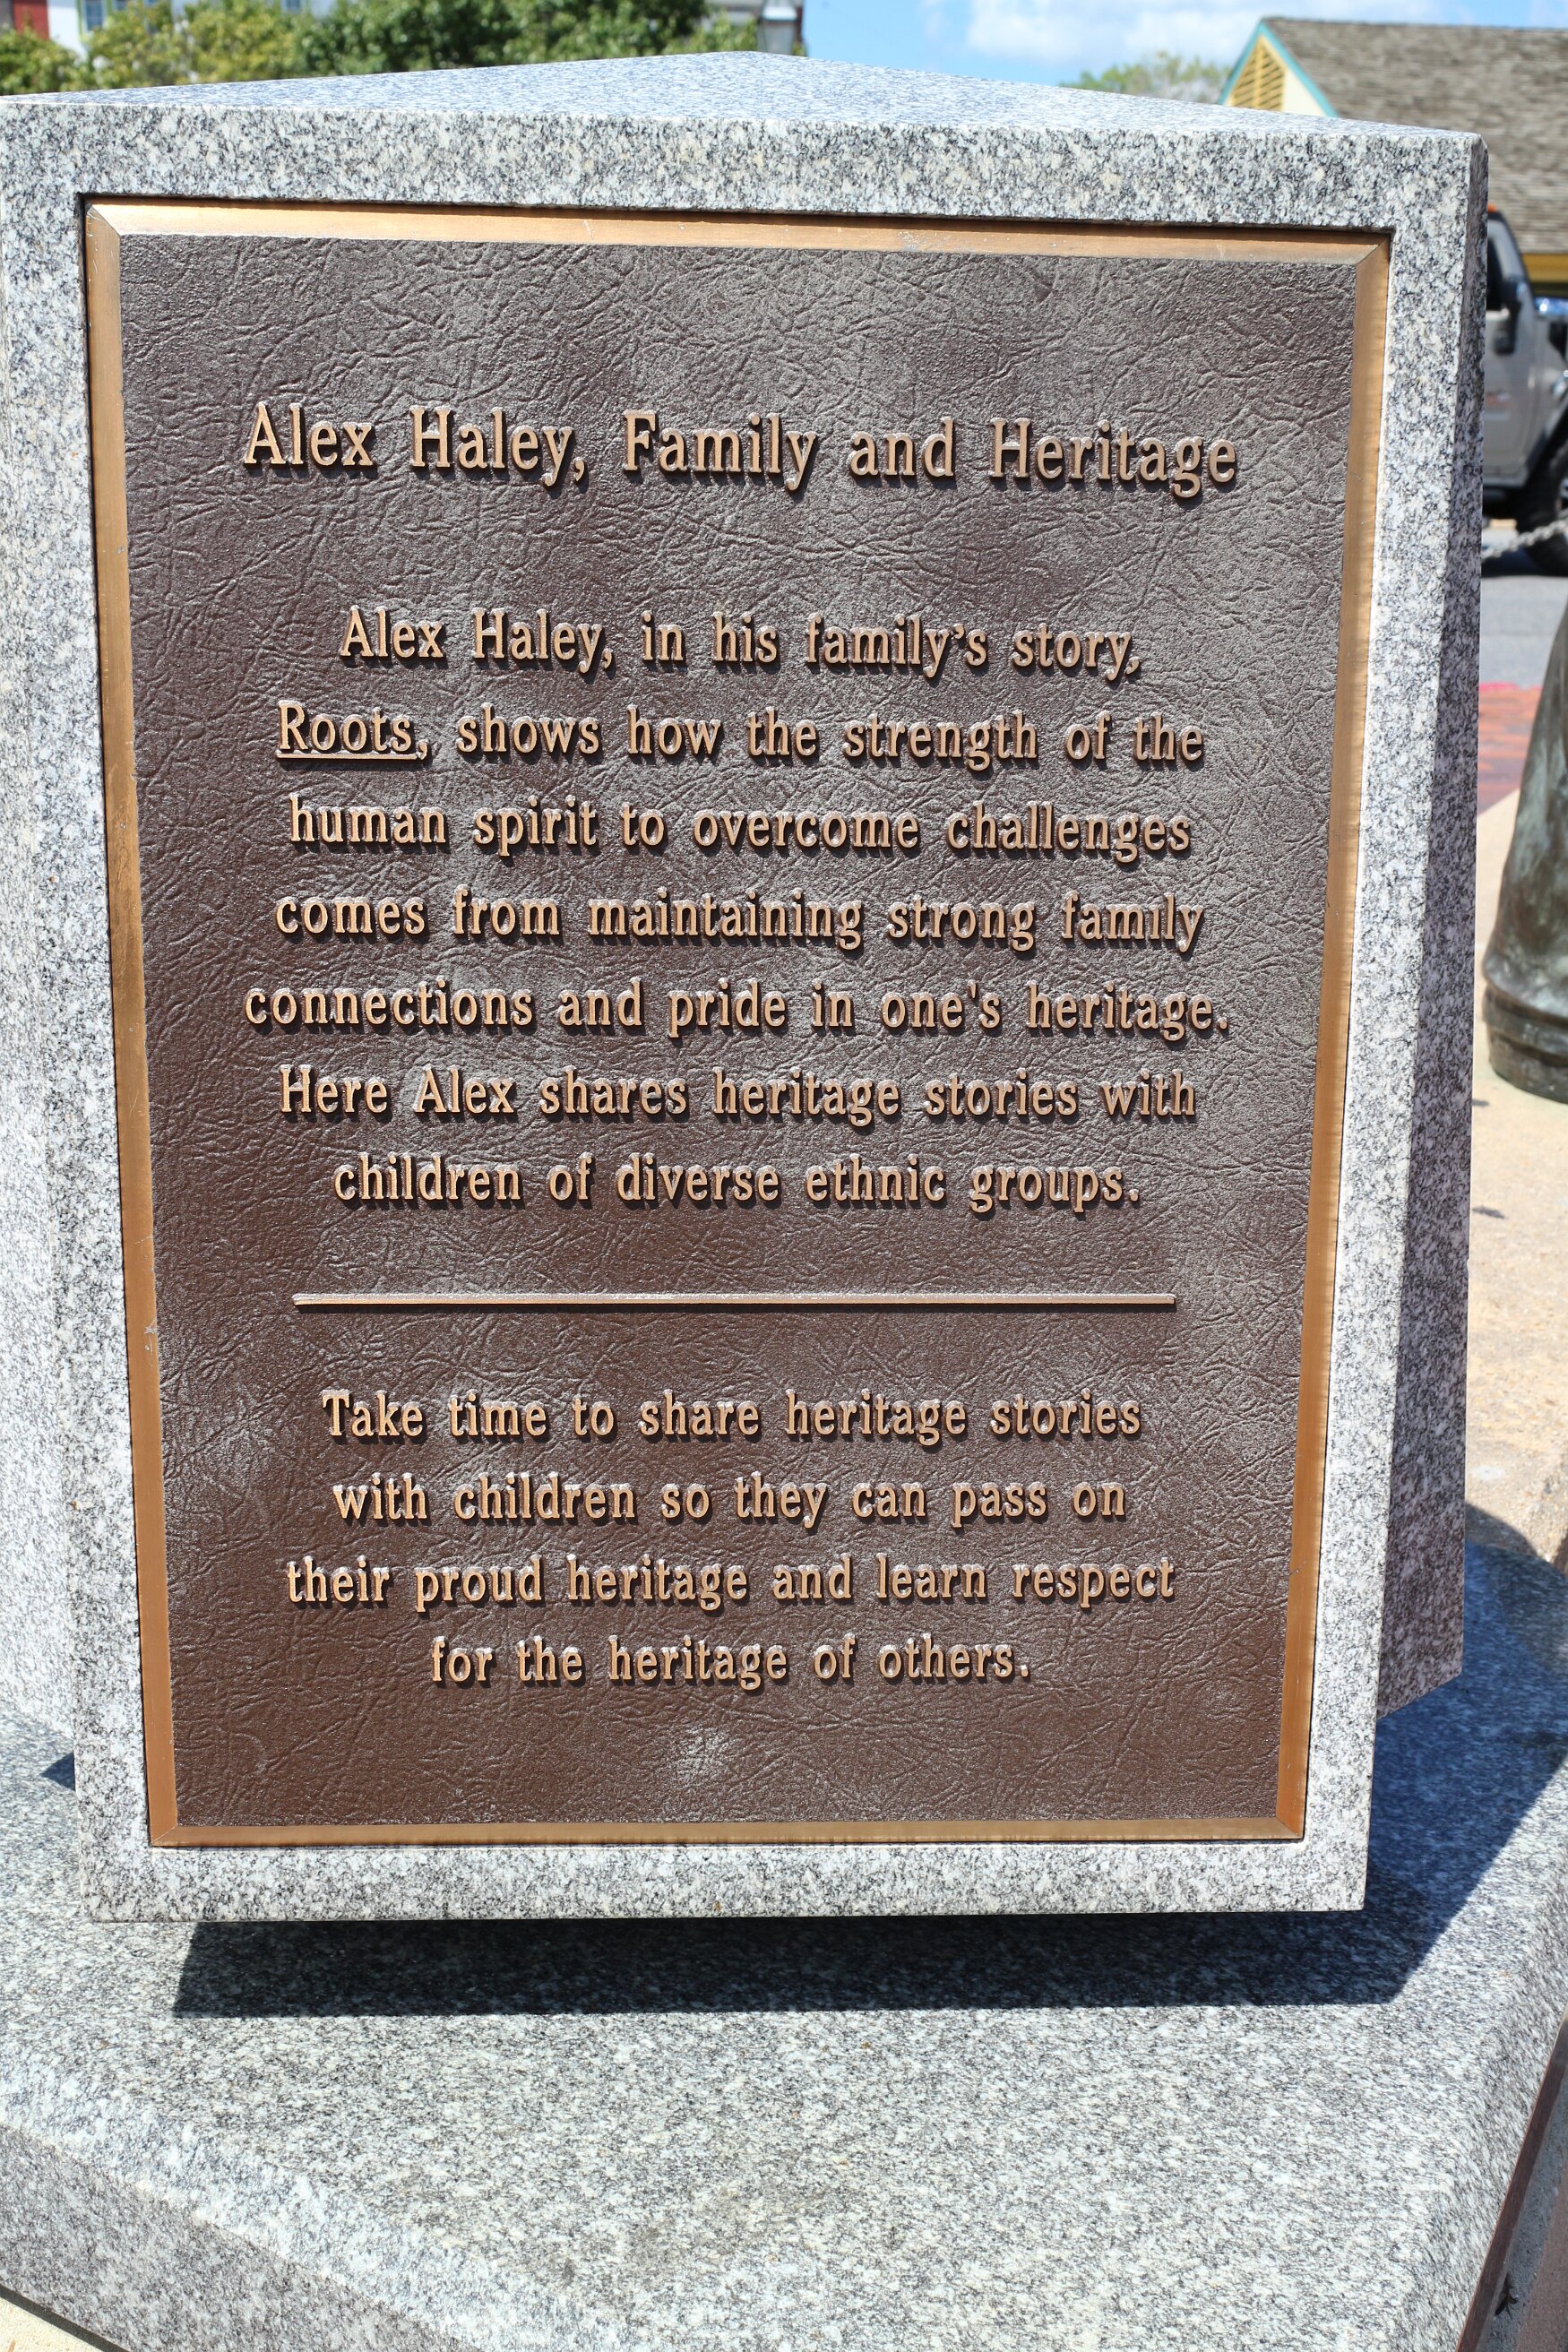 Alex Haley, Family and Heritage
Alex Haley, in his family's story,
Roots, shows how the strength of the
human spirit to overcome challenges
comes from maintaining strong family
connections and pride in one's heritage.
Here Alex shares heritage stories with
children of diverse ethnic groups.
Take time to share heritage stories
with children so they can pass on
their proud heritage and learn respect
for the heritage of others.